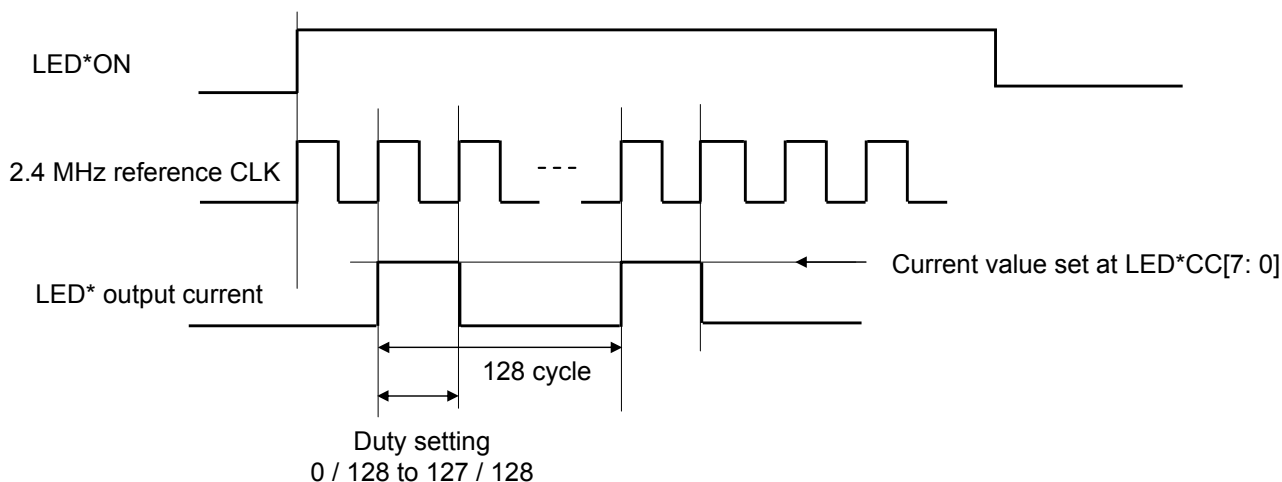 LED*ON
2.4 MHz reference CLK
Current value set at LED*CC[7: 0]
LED* output current
128 cycle
Duty setting
0 / 128 to 127 / 128